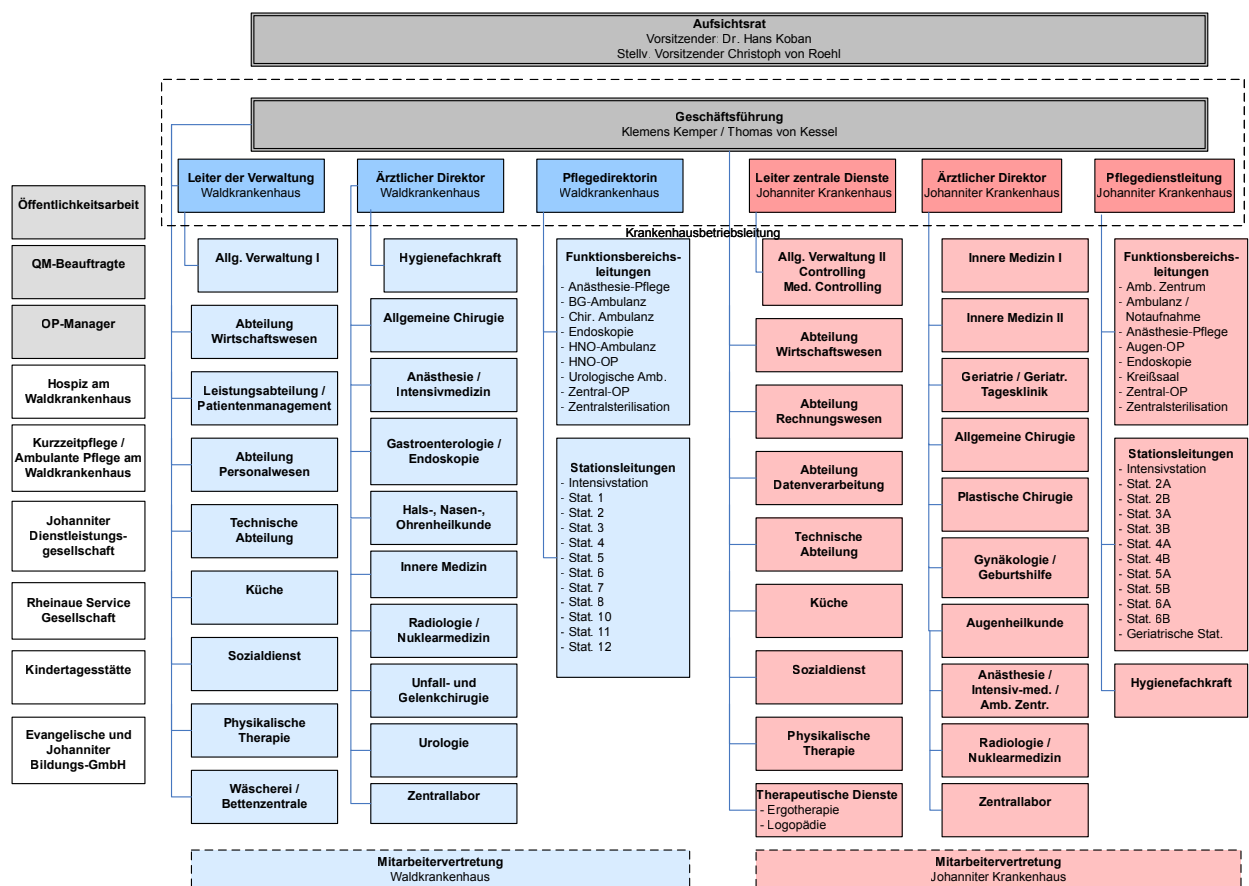 Aufsichtsrat
Vorsitzender: Dr. Hans Koban
Stellv. Vorsitzender Christoph von Roehl
Geschäftsführung
Klemens Kemper / Thomas von Kessel
Leiter der Verwaltung
Waldkrankenhaus
Ärztlicher Direktor
Waldkrankenhaus
Pflegedirektorin
Waldkrankenhaus
Leiter zentrale Dienste
Johanniter Krankenhaus
Ärztlicher Direktor
Johanniter Krankenhaus
Pflegedienstleitung
Johanniter Krankenhaus
Krankenhausbetriebsleitung
Öffentlichkeitsarbeit
QM-Beauftragte
OP-Manager
Hospiz am
Waldkrankenhaus
Kurzzeitpflege /
Ambulante Pflege am
Waldkrankenhaus
Johanniter
Dienstleistungs-
gesellschaft
Rheinaue Service
Gesellschaft
Kindertagesstätte
Evangelische und
Johanniter
Bildungs-GmbH
Allg. Verwaltung I
Abteilung
Wirtschaftswesen
Leistungsabteilung /
Patientenmanagement
Abteilung
Personalwesen
Technische
Abteilung
Küche
Sozialdienst
Physikalische
Therapie
Wäscherei /
Bettenzentrale
Hygienefachkraft
Allgemeine Chirugie
Anästhesie /
Intensivmedizin
Gastroenterologie /
Endoskopie
Hals-, Nasen-,
Ohrenheilkunde
Innere Medizin
Radiologie /
Nuklearmedizin
Unfall- und
Gelenkchirugie
Urologie
Zentrallabor
Funktionsbereichs-
leitungen
- Anästhesie-Pflege
- BG-Ambulanz
- Chir. Ambulanz
- Endoskopie
- HNO-Ambulanz
- HNO-OP
- Urologische Amb.
- Zentral-OP
- Zentralsterilisation
Stationsleitungen
- Intensivstation
- Stat. 1
- Stat. 2
- Stat. 3
- Stat. 4
- Stat. 5
- Stat. 6
- Stat. 7
- Stat. 8
- Stat. 10
- Stat. 11
- Stat. 12
Allg. Verwaltung II
Controlling
Med. Controlling
Abteilung
Wirtschaftswesen
Abteilung
Rechnungswesen
Abteilung
Datenverarbeitung
Technische
Abteilung
Küche
Sozialdienst
Physikalische
Therapie
Therapeutische Dienste
- Ergotherapie
- Logopädie
Innere Medizin I
Innere Medizin II
Geriatrie / Geriatr.
Tagesklinik
Allgemeine Chirugie
Plastische Chirugie
Gynäkologie /
Geburtshilfe
Augenheilkunde
Anästhesie /
Intensiv-med. /
Amb. Zentr.
Radiologie /
Nuklearmedizin
Zentrallabor
Funktionsbereichs-
leitungen
- Amb. Zentrum
- Ambulanz /
Notaufnahme
- Anästhesie-Pflege
- Augen-OP
- Endoskopie
- Kreißsaal
- Zentral-OP
- Zentralsterilisation
Stationsleitungen
- Intensivstation
- Stat. 2A
- Stat. 2B
- Stat. 3A
- Stat. 3B
- Stat. 4A
- Stat. 4B
- Stat. 5A
- Stat. 5B
- Stat. 6A
- Stat. 6B
- Geriatrische Stat.
Hygienefachkraft
Mitarbeitervertretung
Waldkrankenhaus
Mitarbeitervertretung
Johanniter Krankenhaus